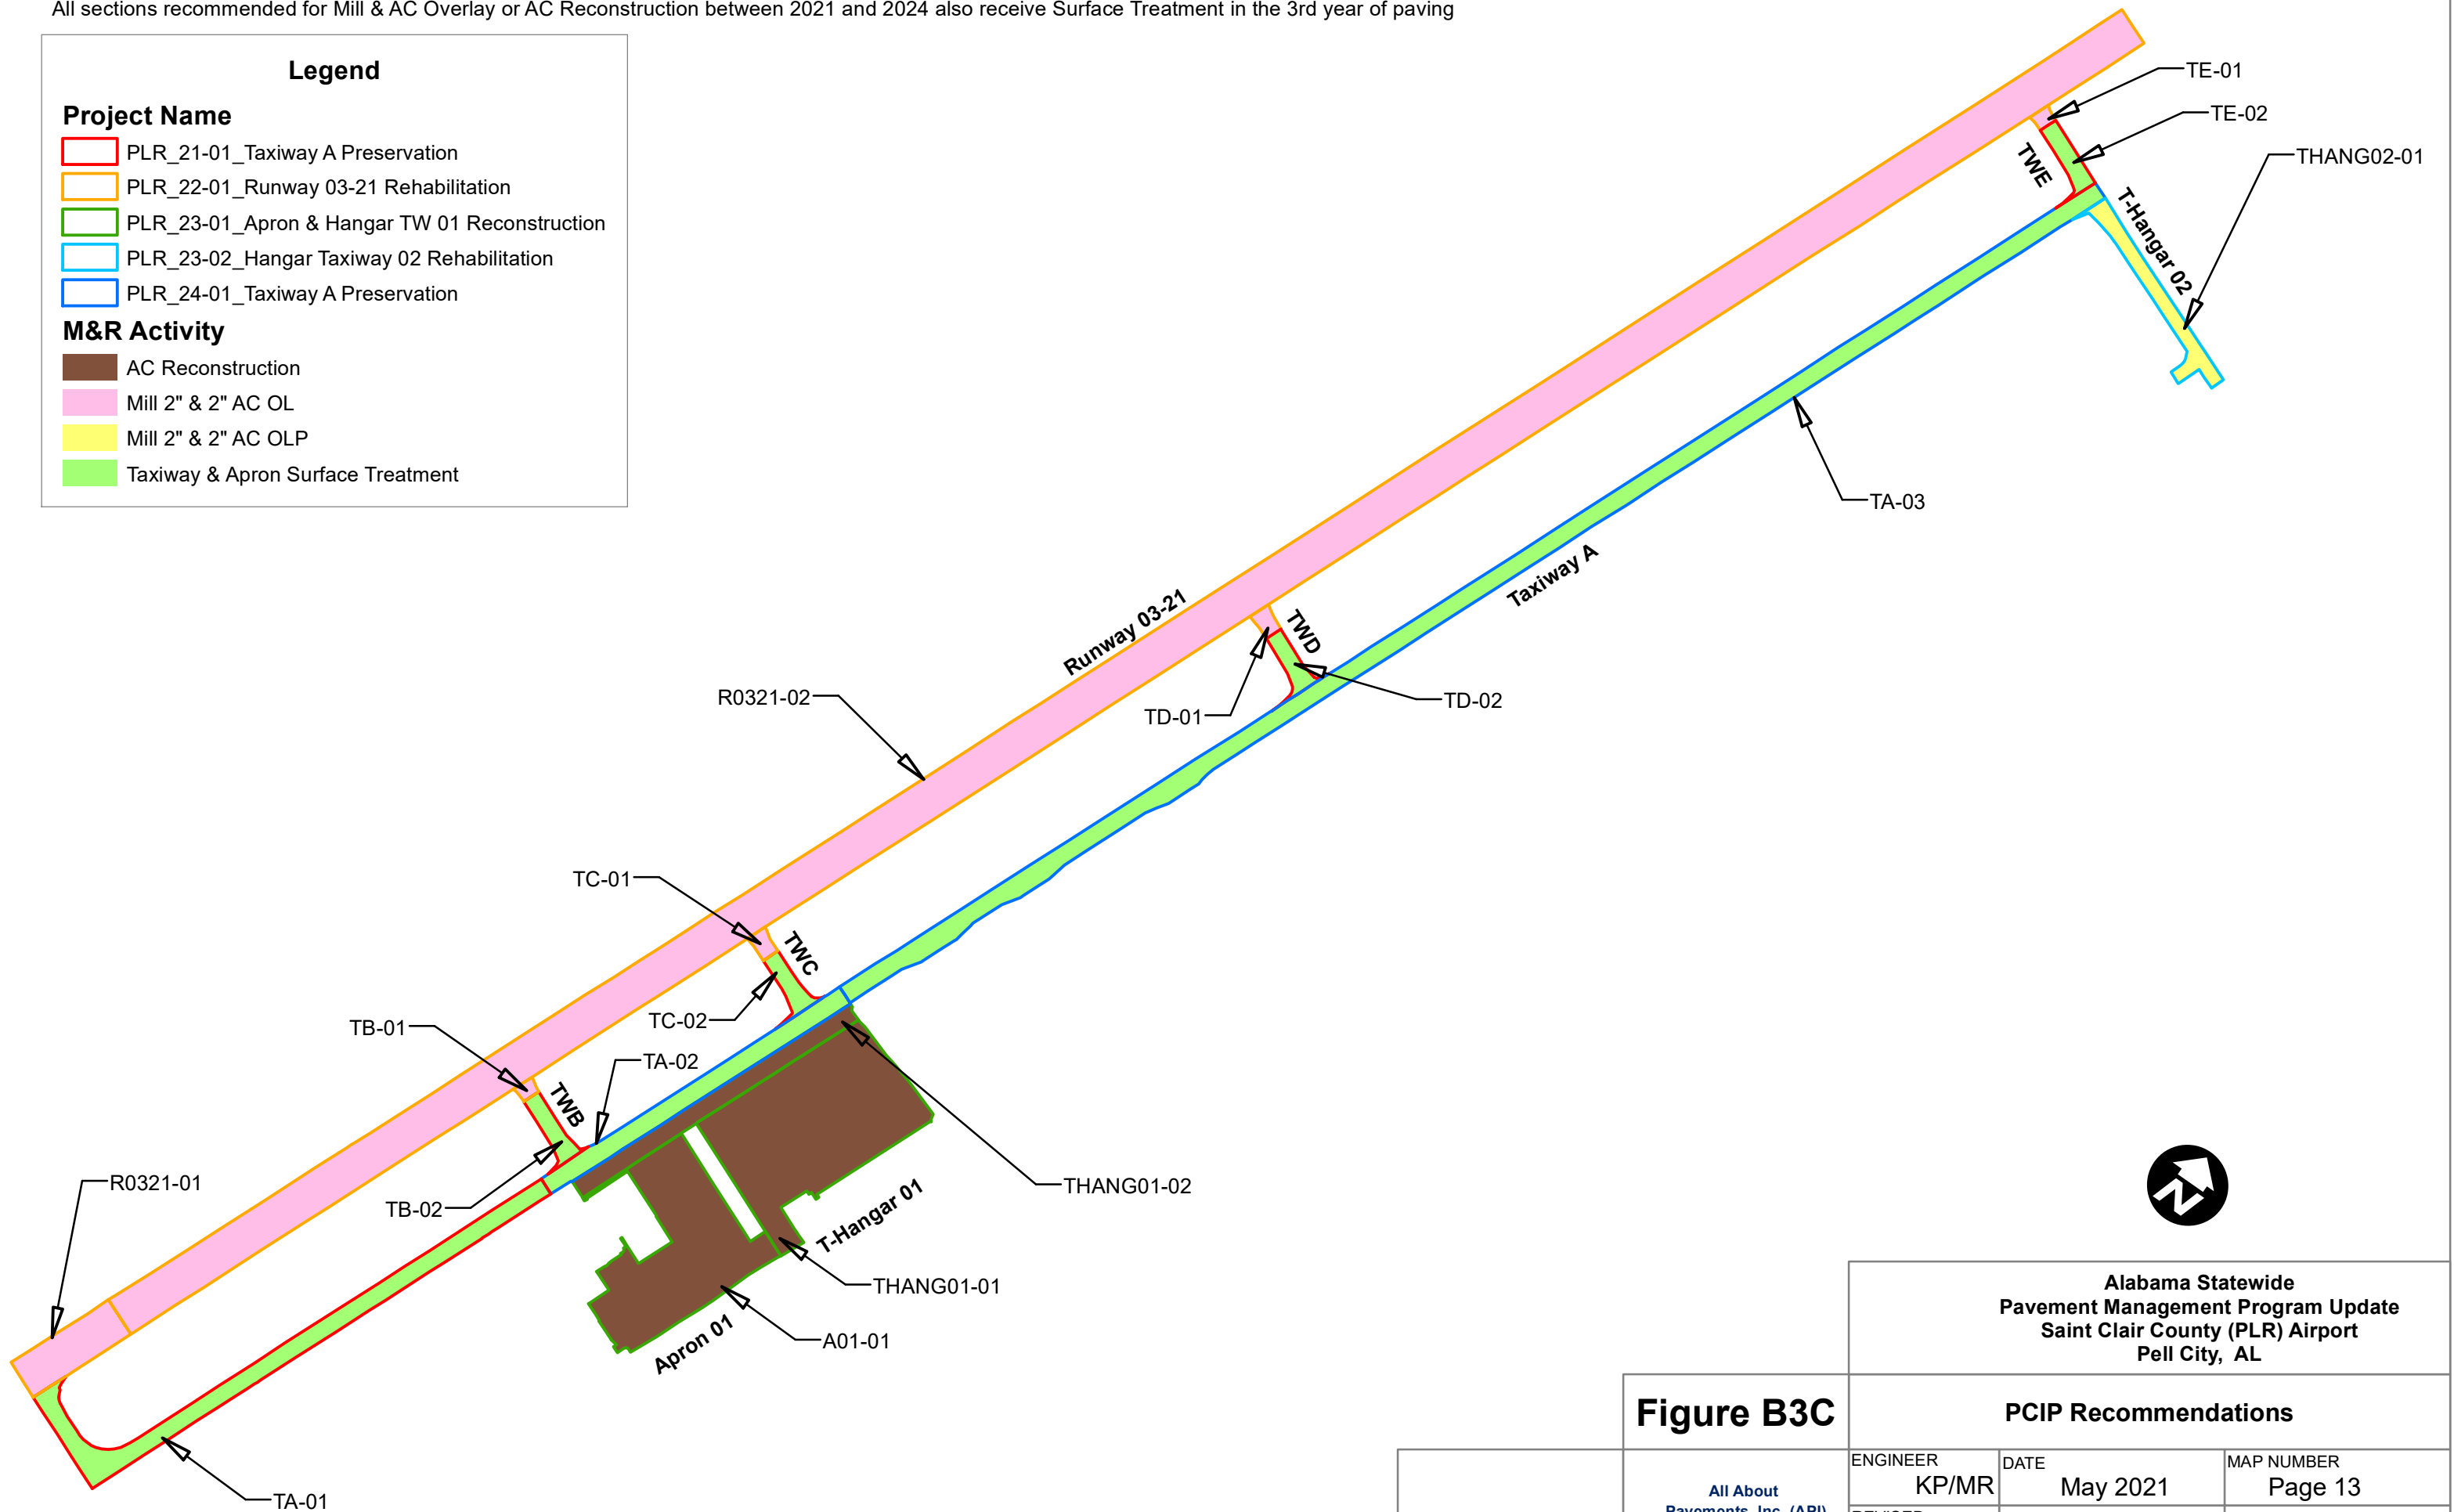 All sections recommended for Mill & AC Overlay or AC Reconstruction between 2021 and 2024 also receive Surface Treatment in the 3rd year of paving
Legend
Project Name
PLR_21-01_Taxiway A Preservation
PLR_22-01_Runway 03-21 Rehabilitation
PLR_23-01_Apron & Hangar TW 01 Reconstruction
PLR_23-02_Hangar Taxiway 02 Rehabilitation
PLR_24-01_Taxiway A Preservation
M&R Activity
AC Reconstruction
Mill 2" & 2" AC OL
Mill 2" & 2" AC OLP
Taxiway & Apron Surface Treatment
TE-01
TE-02
THANG02-01
TWE
T-Hangar 02
TA-03
Taxiway A
Runway 03-21
TWD
R0321-02
TD-01
TD-02
TC-01
TWC
TC-02
TB-01
TA-02
TWB
R0321-01
TB-02
THANG01-02
T-Hangar 01
THANG01-01
A01-01
Apron 01
TA-01
N
Alabama Statewide
Pavement Management Program Update
Saint Clair County (PLR) Airport
Pell City, AL
Figure B3C
PCIP Recommendations
ENGINEER
KP/MR
DATE
May 2021
MAP NUMBER
Page 13
All About
Pavements, Inc. (API)